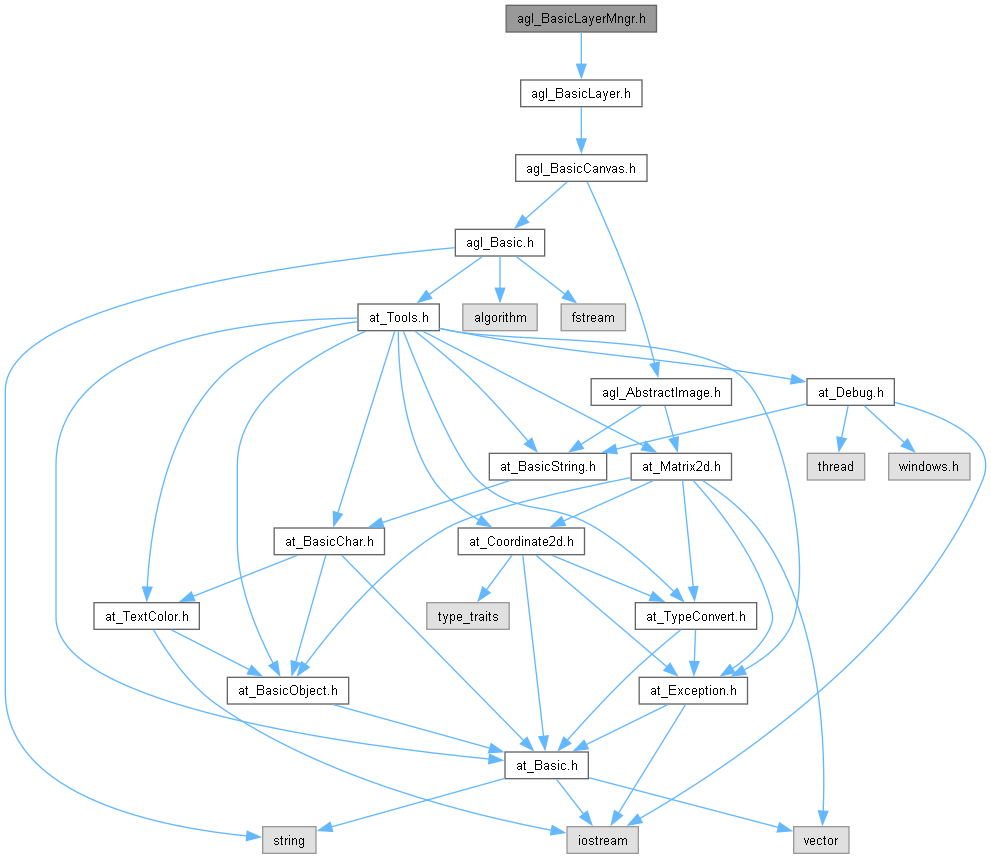 agl_BasicLayerMngr.h
agl_BasicLayer.h
agl_BasicCanvas.h
agl_Basic.h
at_Tools.h
algorithm
fstream
agl_AbstractImage.h
at_Debug.h
at_BasicString.h
at_Matrix2d.h
thread
windows.h
at_BasicChar.h
at_Coordinate2d.h
at_TextColor.h
type_traits
at_TypeConvert.h
at_BasicObject.h
at_Exception.h
at_Basic.h
string
iostream
vector